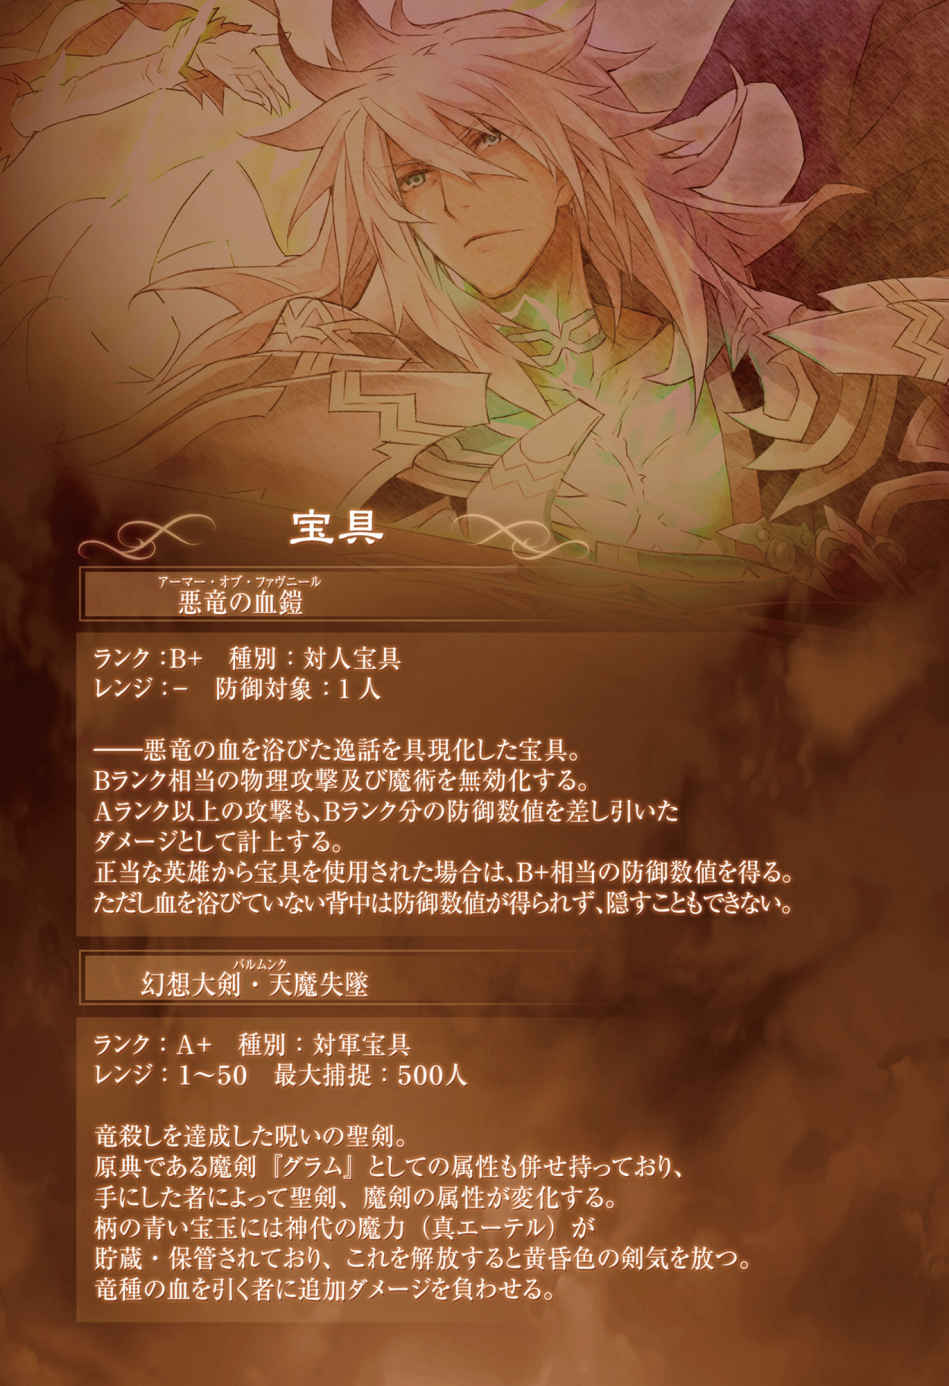 宝具
アーマー・オブ・ファヴニール
悪竜の血鎧
ランク：B+　種別：対人宝具
レンジ：−　防御対象：1人
――悪竜の血を浴びた逸話を具現化した宝具。
Bランク相当の物理攻撃及び魔術を無効化する。
Aランク以上の攻撃も、Bランク分の防御数値を差し引いた
ダメージとして計上する。
正当な英雄から宝具を使用された場合は、B+相当の防御数値を得る。
ただし血を浴びていない背中は防御数値が得られず、隠すこともできない。
バルムンク
幻想大剣・天魔失墜
ランク：A+　種別：対軍宝具
レンジ：1～50　最大捕捉：500人
竜殺しを達成した呪いの聖剣。
原典である魔剣『グラム』としての属性も併せ持っており、
手にした者によって聖剣、魔剣の属性が変化する。
柄の青い宝玉には神代の魔力（真エーテル）が
貯蔵・保管されており、これを解放すると黄昏色の剣気を放つ。
竜種の血を引く者に追加ダメージを負わせる。